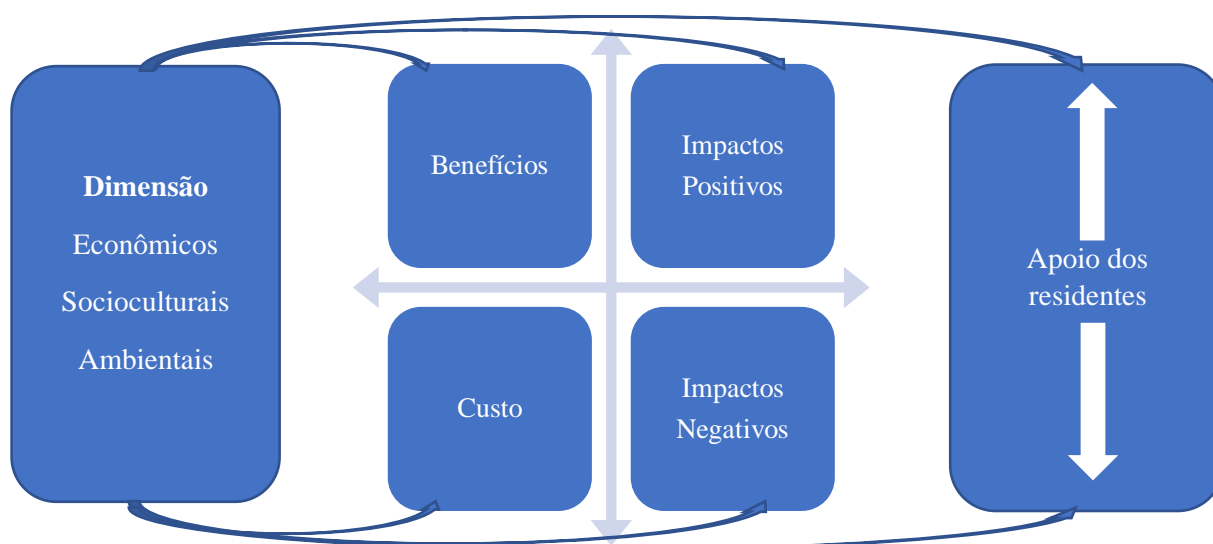 Dimensão
Econômicos
Socioculturais
Ambientais
Benefícios
Impactos
Positivos
Custo
Impactos
Negativos
Apoio dos
residentes